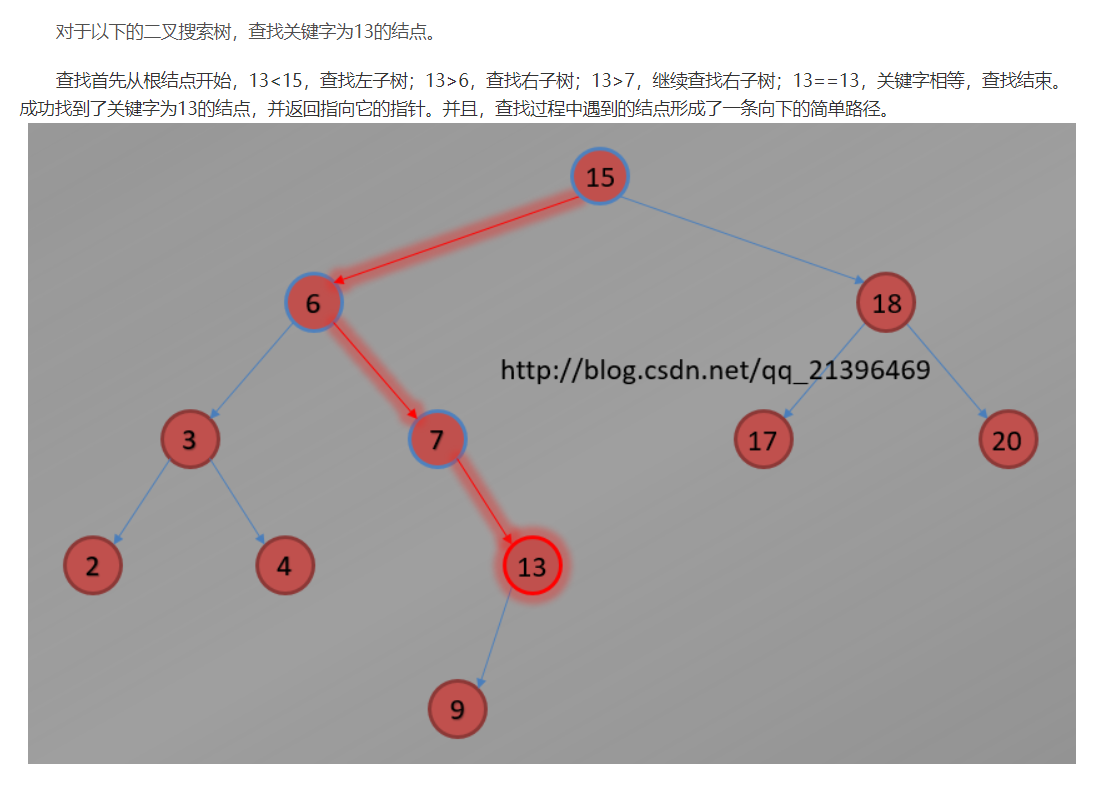 对于以下的二叉搜索树，查找关键字为13的结点。
查找首先从根结点开始，13<15，查找左子树；13>6，查找右子树；13>7，继续查找右子树；13==13，关键字相等，查找结束。
成功找到了关键字为13的结点，并返回指向它的指针。并且，查找过程中遇到的结点形成了一条向下的简单路径。
15
6
18
http://blog.csdn.net/qq_21396469
3
7
17
20
2
4
13
9